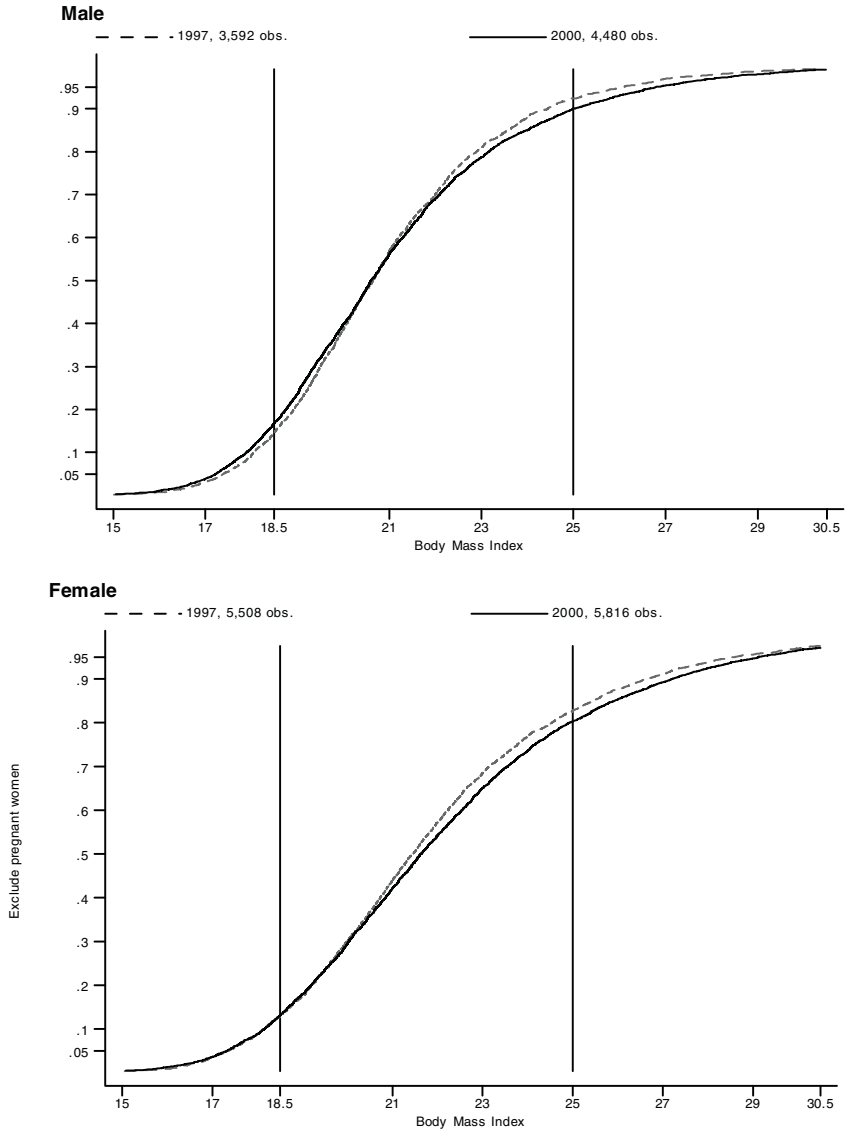 Male
1997, 3,592 obs. 2000, 4,480 obs.
.95
.9
.8
.7
.6
.5
.4
.3
.2
.1
.05
15 17 18.5 21 23 25 27 29 30.5
Body Mass Index
Female
1997, 5,508 obs. 2000, 5,816 obs.
Exclude pregnant women
.95
.9
.8
.7
.6
.5
.4
.3
.2
.1
.05
15 17 18.5 21 23 25 27 29 30.5
Body Mass Index